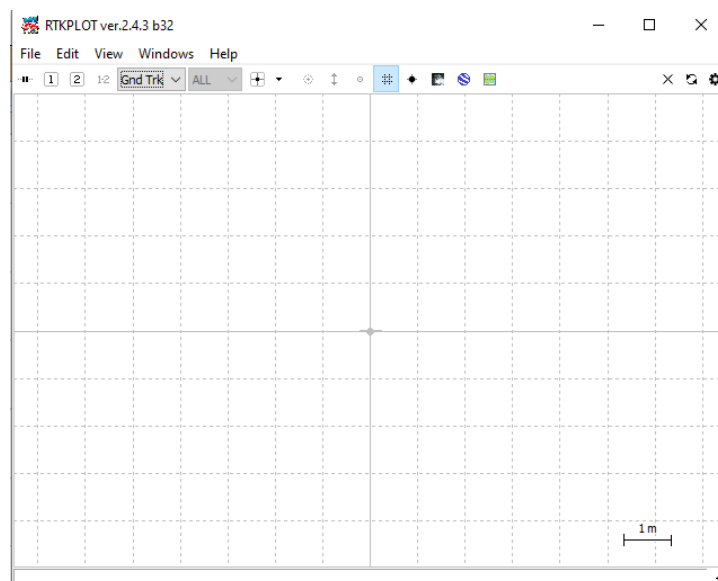 RTKPLOT ver.2.4.3 b32
File Edit View Windows Help
1 2 1-2 Gnd Trk ALL
1 m